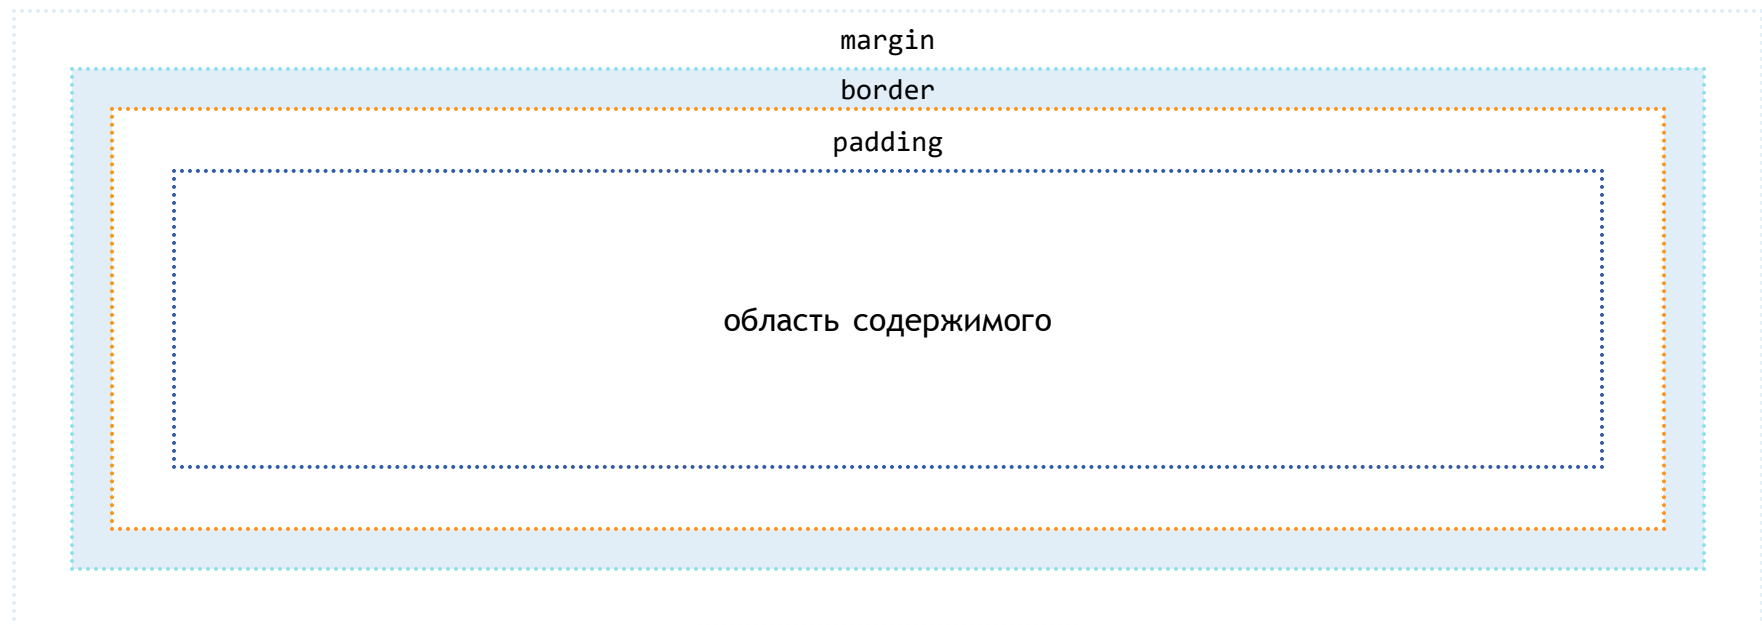 margin
border
padding
область содержимого